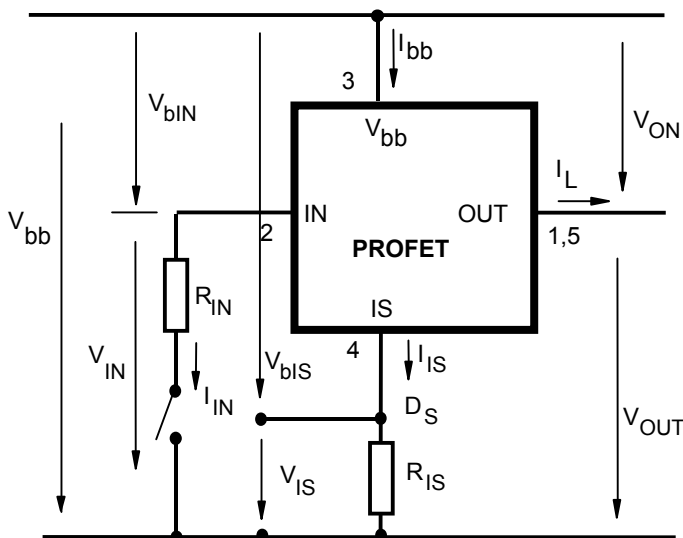 I_bb
3
V_bIN
V_bb
V_ON
I_L
IN
OUT
2
1,5
V_bb
PROFET
R_IN
IS
4
I_IS
V_IN
V_bIS
I_IN
D_S
V_OUT
V_IS
R_IS